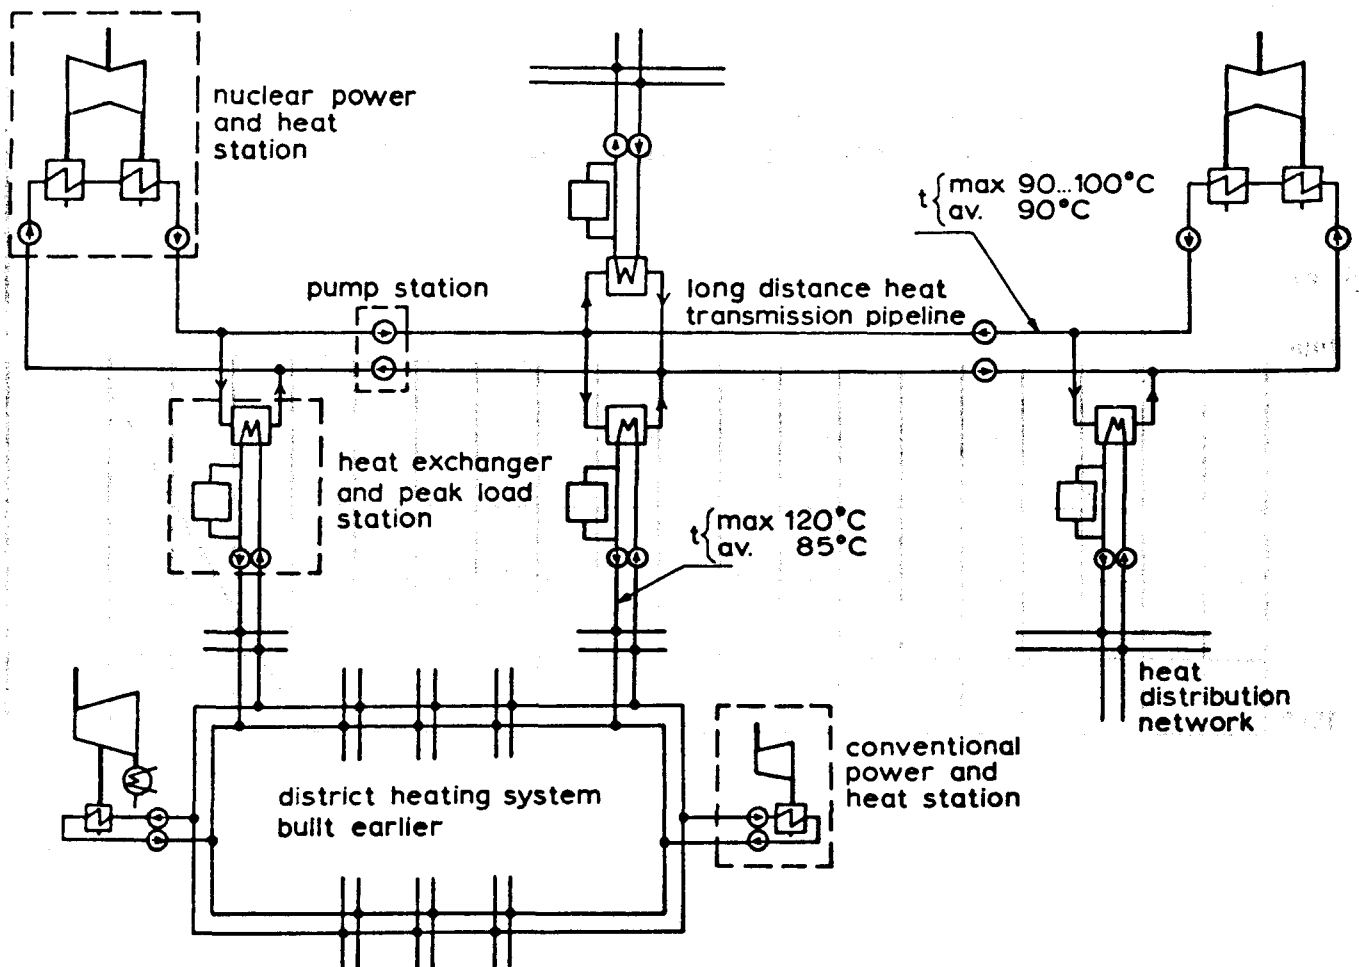 nuclear power
and heat
station
t{ max 90...100°C
av. 90°C
pump station
long distance heat
transmission pipeline
heat exchanger
and peak load
station
t{ max 120°C
av. 85°C
heat
distribution
network
conventional
power and
heat station
district heating system
built earlier